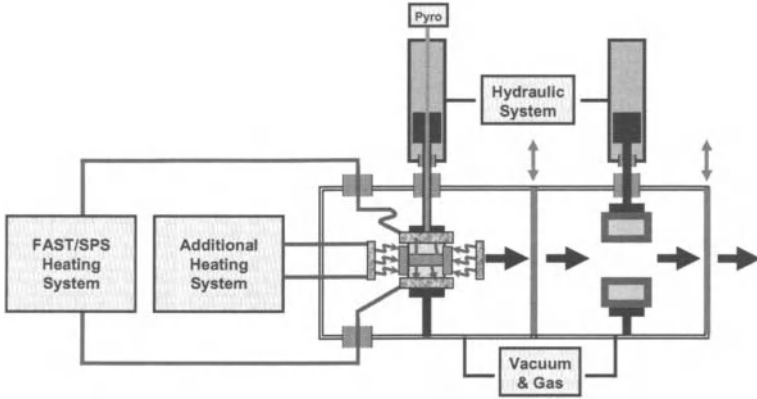 Pyro
Hydraulic
System
FAST/SPS
Heating
System
Additional
Heating
System
Vacuum
& Gas